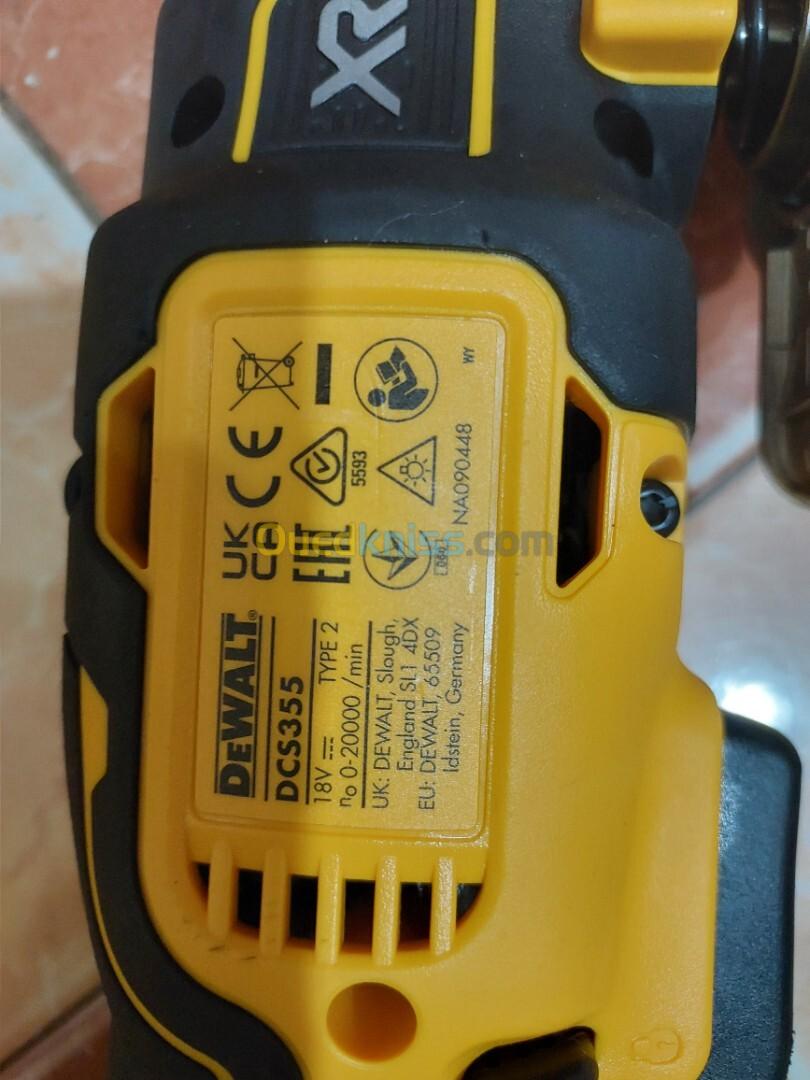 XR
DEWALT®
DCS355
18V TYPE 2
n₀ 0-20000 /min
UK: DEWALT, Slough,
England SL1 4DX
EU: DEWALT, 65509
Idstein, Germany
UK
CA
CE
EAC
5593
NA090448
WY
Ouedkniss.com